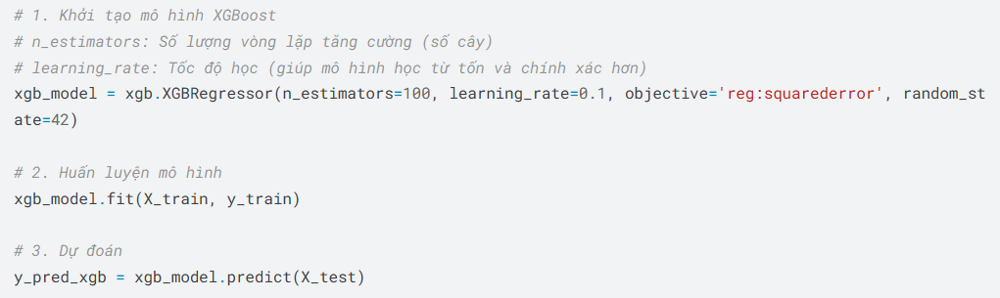 # 1. Khởi tạo mô hình XGBoost
# n_estimators: Số lượng vòng lặp tăng cường (số cây)
# learning_rate: Tốc độ học (giúp mô hình học từ tốn và chính xác hơn)
xgb_model = xgb.XGBRegressor(n_estimators=100, learning_rate=0.1, objective='reg:squarederror', random_st
ate=42)
# 2. Huấn luyện mô hình
xgb_model.fit(X_train, y_train)
# 3. Dự đoán
y_pred_xgb = xgb_model.predict(X_test)